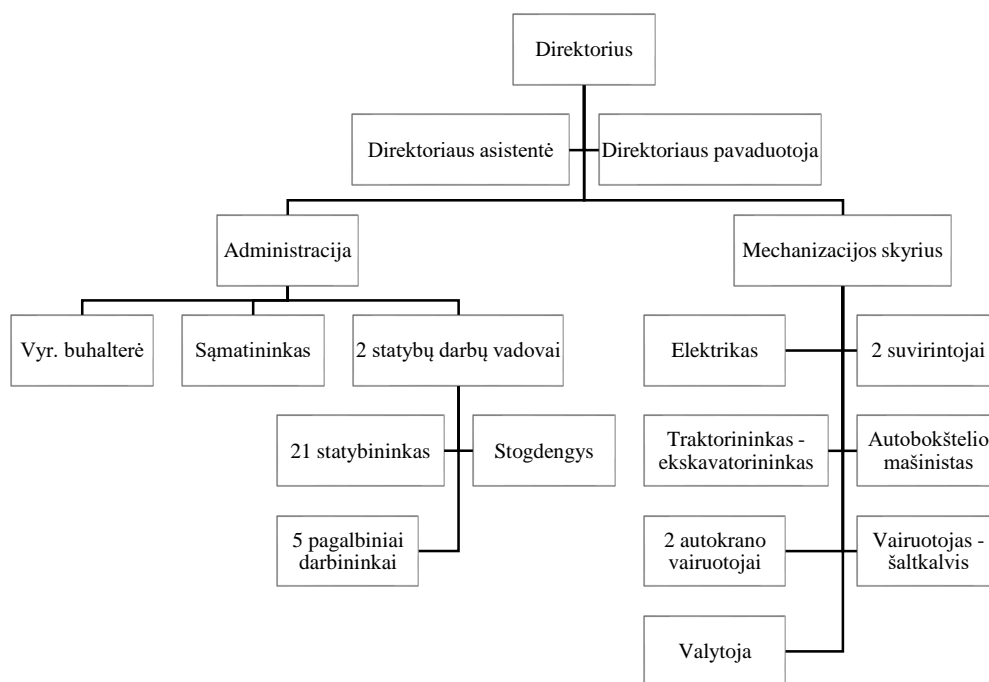 Direktorius
Direktoriaus asistentė
Direktoriaus pavaduotoja
Administracija
Mechanizacijos skyrius
Vyr. buhalterė
Sąmatininkas
2 statybų darbų vadovai
Elektrikas
2 suvirintojai
21 statybininkas
Stogdengys
Traktorininkas -
ekskavatorininkas
Autobokštelio
mašinistas
5 pagalbiniai
darbininkai
2 autokrano
vairuotojai
Vairuotojas -
šaltkalvis
Valytoja